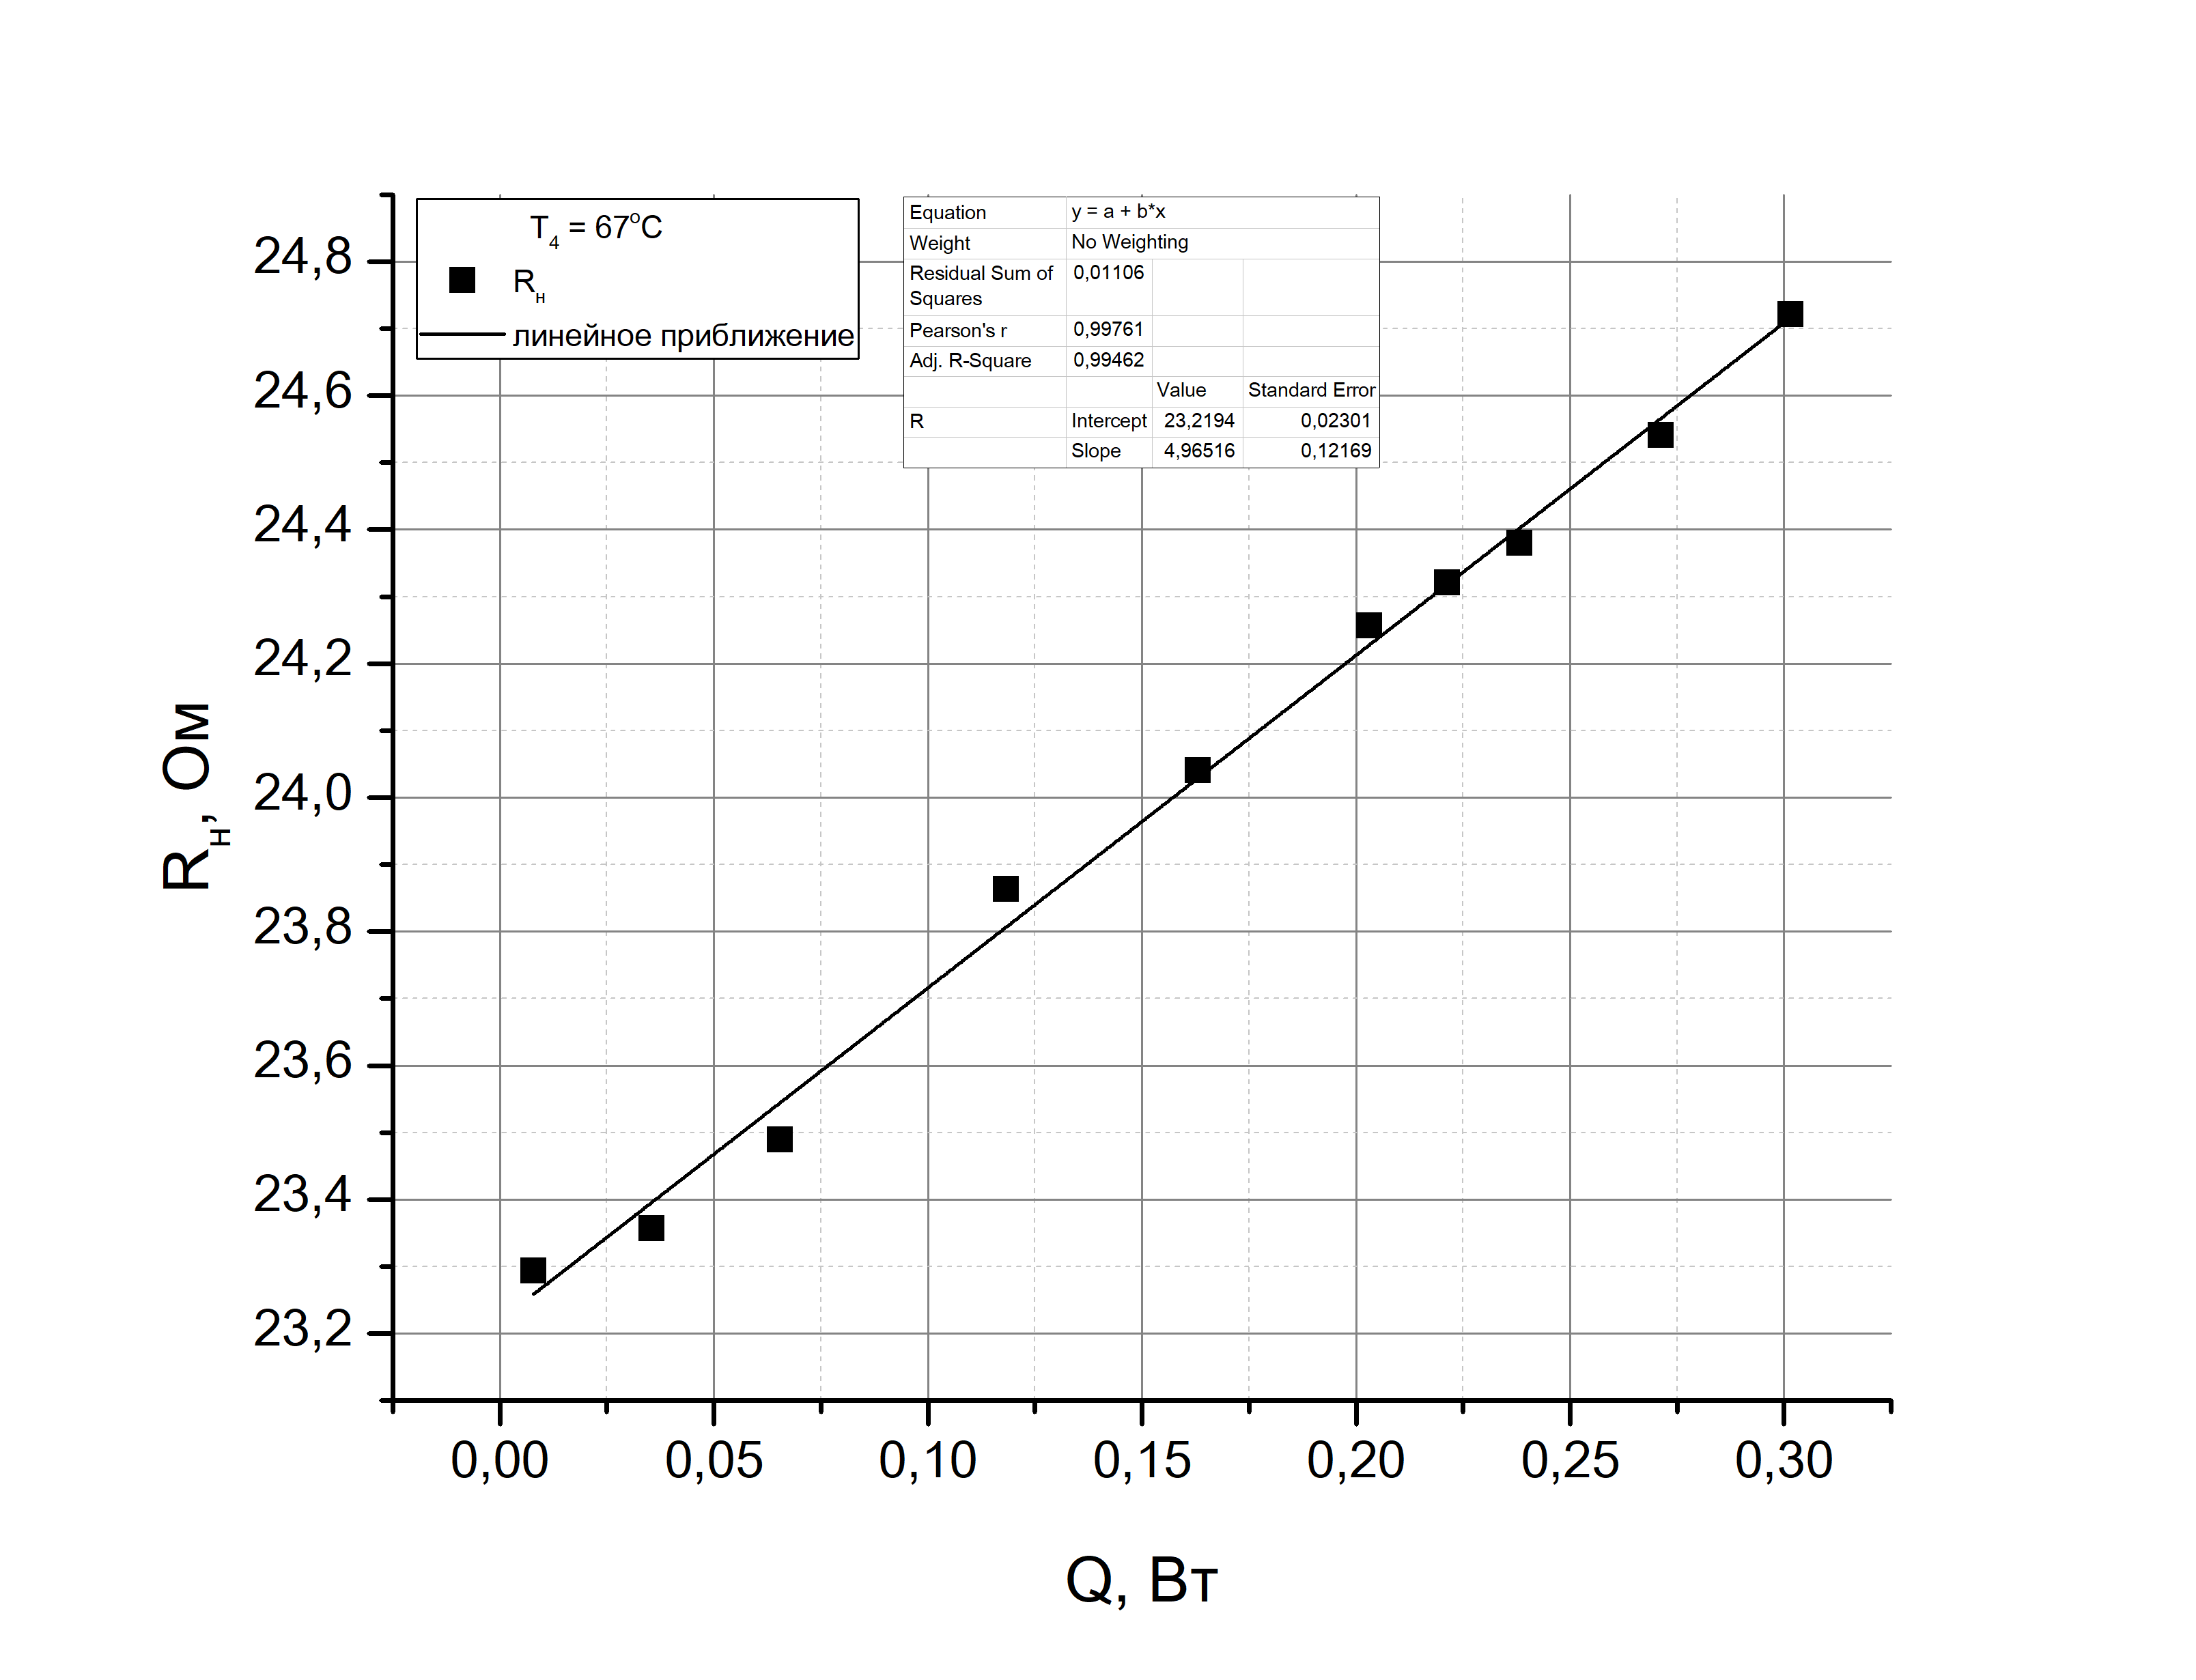 T4 = 67°C
Rн
линейное приближение
Equation y = a + b*x
Weight No Weighting
Residual Sum of Squares 0,01106
Pearson's r 0,99761
Adj. R-Square 0,99462
Value Standard Error
R Intercept 23,2194 0,02301
Slope 4,96516 0,12169
24,8
24,6
24,4
24,2
24,0
23,8
23,6
23,4
23,2
Rн, Ом
0,00 0,05 0,10 0,15 0,20 0,25 0,30
Q, Вт